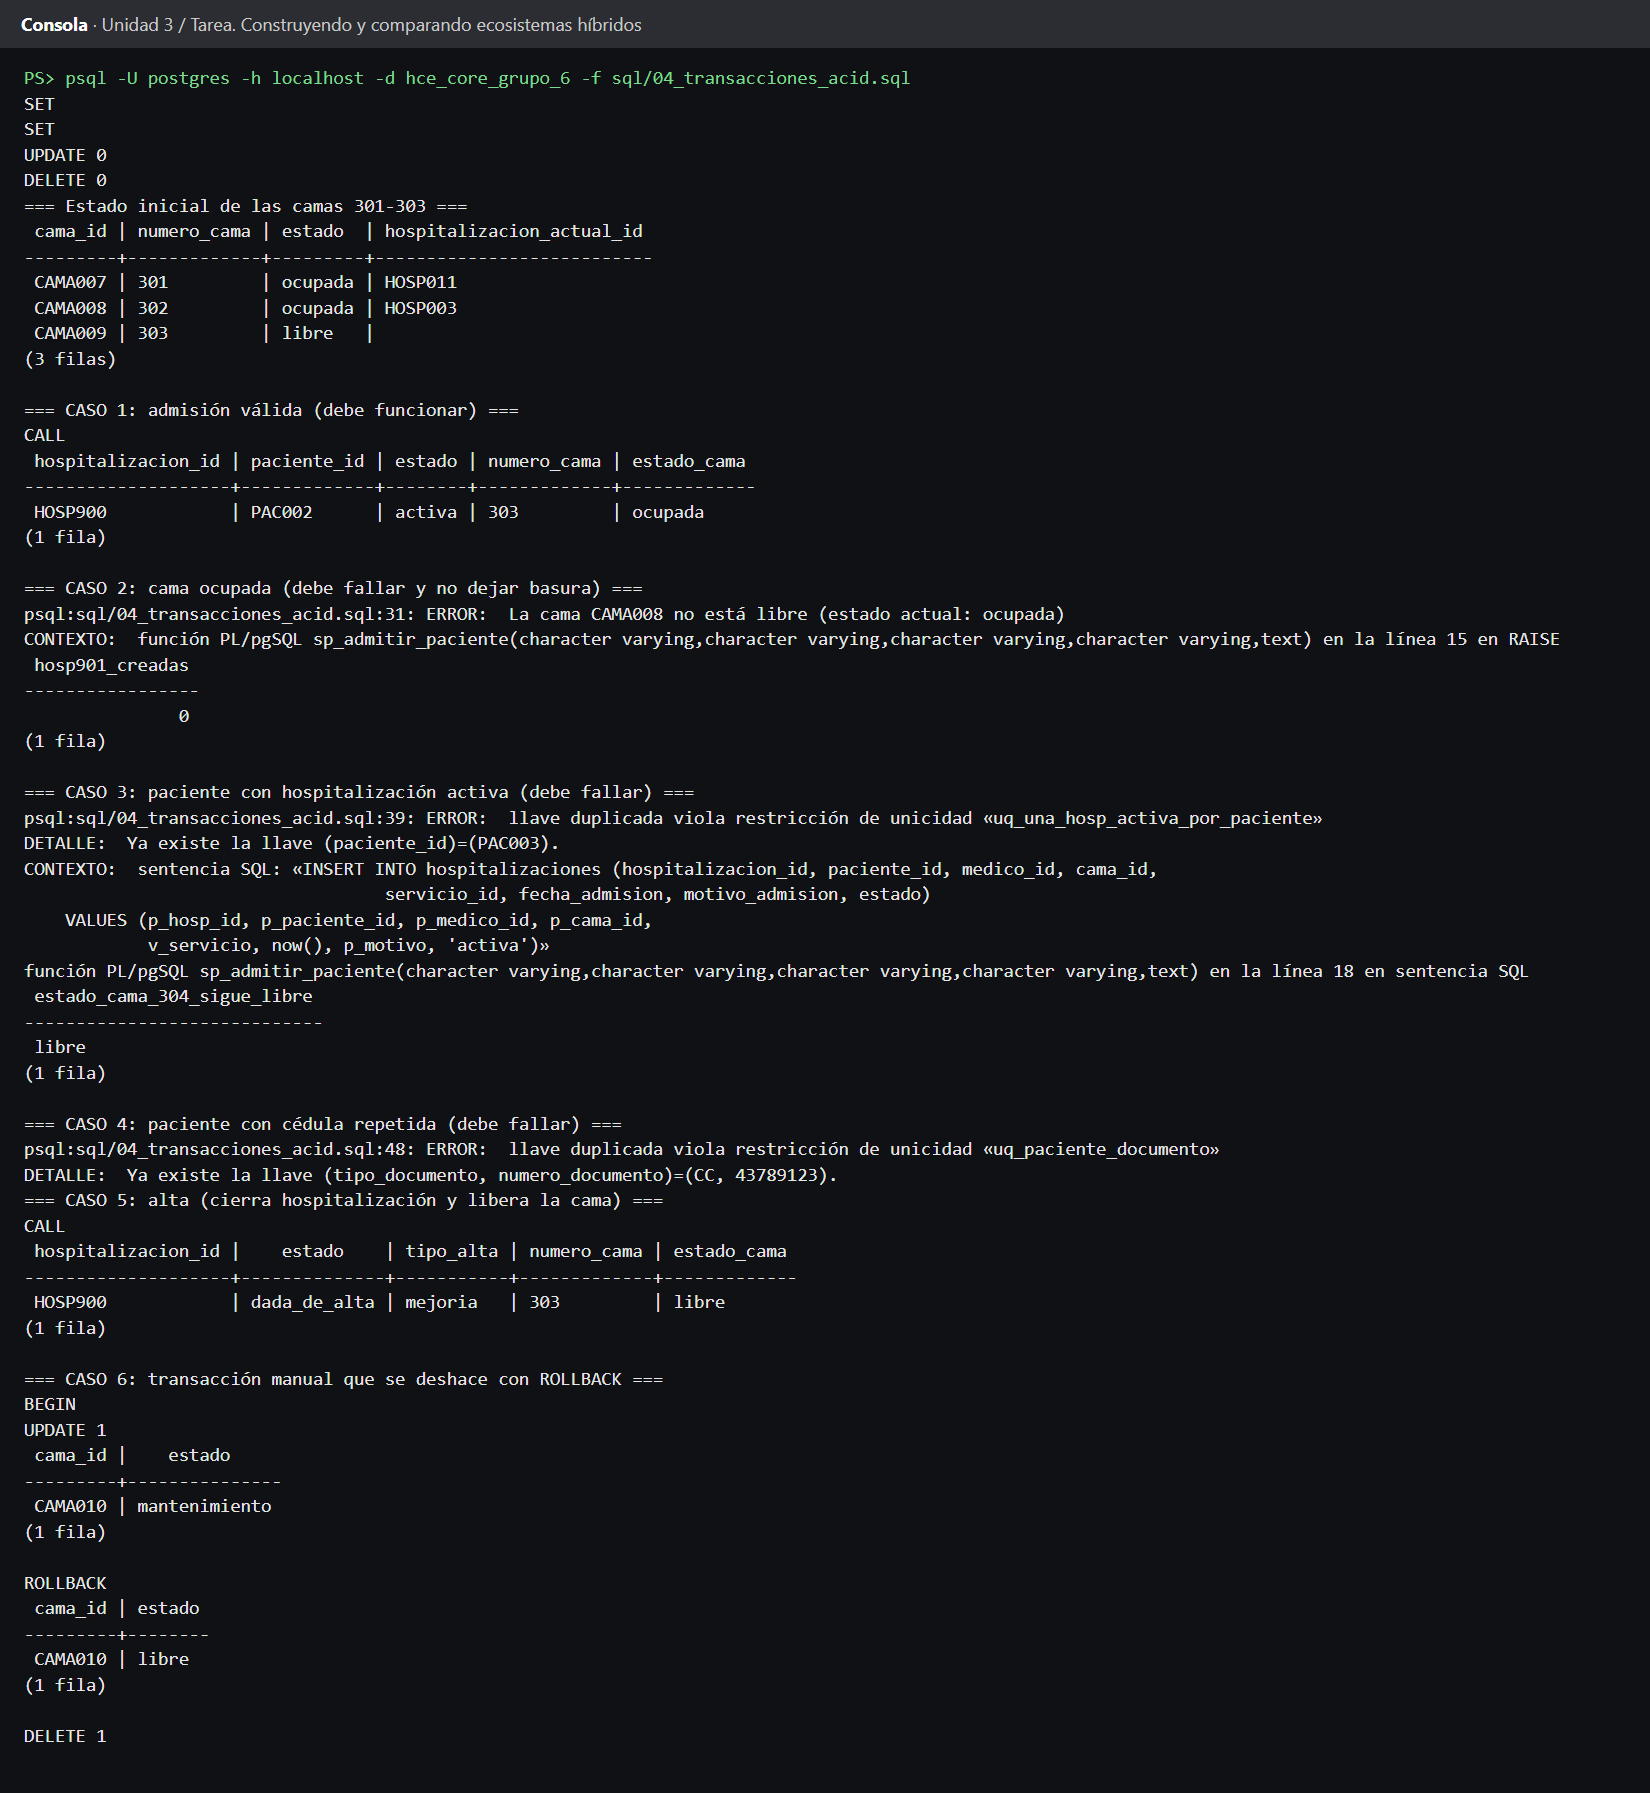 Consola · Unidad 3 / Tarea. Construyendo y comparando ecosistemas híbridos
PS> psql -U postgres -h localhost -d hce_core_grupo_6 -f sql/04_transacciones_acid.sql
SET
SET
UPDATE 0
DELETE 0
=== Estado inicial de las camas 301-303 ===
 cama_id | numero_cama | estado  | hospitalizacion_actual_id
---------+-------------+---------+---------------------------
 CAMA007 | 301         | ocupada | HOSP011
 CAMA008 | 302         | ocupada | HOSP003
 CAMA009 | 303         | libre   |
(3 filas)

=== CASO 1: admisión válida (debe funcionar) ===
CALL
 hospitalizacion_id | paciente_id | estado | numero_cama | estado_cama
--------------------+-------------+--------+-------------+-------------
 HOSP900            | PAC002      | activa | 303         | ocupada
(1 fila)

=== CASO 2: cama ocupada (debe fallar y no dejar basura) ===
psql:sql/04_transacciones_acid.sql:31: ERROR:  La cama CAMA008 no está libre (estado actual: ocupada)
CONTEXTO:  función PL/pgSQL sp_admitir_paciente(character varying,character varying,character varying,character varying,text) en la línea 15 en RAISE
 hosp901_creadas
-----------------
               0
(1 fila)

=== CASO 3: paciente con hospitalización activa (debe fallar) ===
psql:sql/04_transacciones_acid.sql:39: ERROR:  llave duplicada viola restricción de unicidad «uq_una_hosp_activa_por_paciente»
DETALLE:  Ya existe la llave (paciente_id)=(PAC003).
CONTEXTO:  sentencia SQL: «INSERT INTO hospitalizaciones (hospitalizacion_id, paciente_id, medico_id, cama_id,
                                   servicio_id, fecha_admision, motivo_admision, estado)
    VALUES (p_hosp_id, p_paciente_id, p_medico_id, p_cama_id,
            v_servicio, now(), p_motivo, 'activa')»
función PL/pgSQL sp_admitir_paciente(character varying,character varying,character varying,character varying,text) en la línea 18 en sentencia SQL
 estado_cama_304_sigue_libre
-----------------------------
 libre
(1 fila)

=== CASO 4: paciente con cédula repetida (debe fallar) ===
psql:sql/04_transacciones_acid.sql:48: ERROR:  llave duplicada viola restricción de unicidad «uq_paciente_documento»
DETALLE:  Ya existe la llave (tipo_documento, numero_documento)=(CC, 43789123).
=== CASO 5: alta (cierra hospitalización y libera la cama) ===
CALL
 hospitalizacion_id |    estado    | tipo_alta | numero_cama | estado_cama
--------------------+--------------+-----------+-------------+-------------
 HOSP900            | dada_de_alta | mejoria   | 303         | libre
(1 fila)

=== CASO 6: transacción manual que se deshace con ROLLBACK ===
BEGIN
UPDATE 1
 cama_id |    estado
---------+---------------
 CAMA010 | mantenimiento
(1 fila)

ROLLBACK
 cama_id | estado
---------+--------
 CAMA010 | libre
(1 fila)

DELETE 1